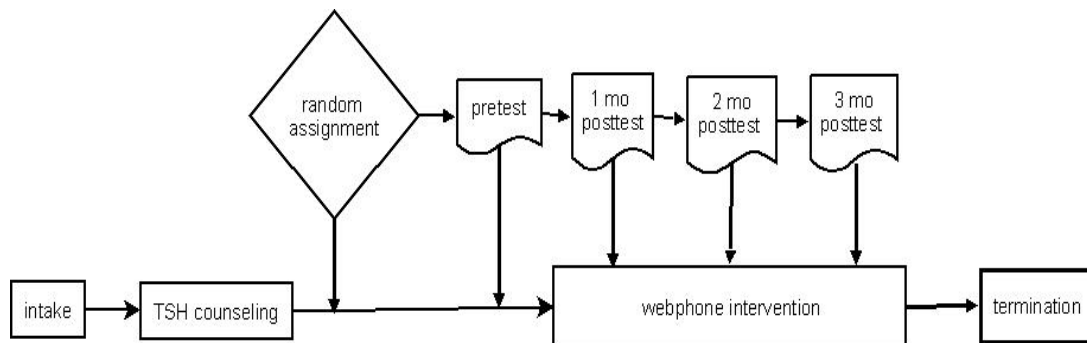 random
assignment
pretest
1 mo
posttest
2 mo
posttest
3 mo
posttest
intake
TSH counseling
webphone intervention
termination